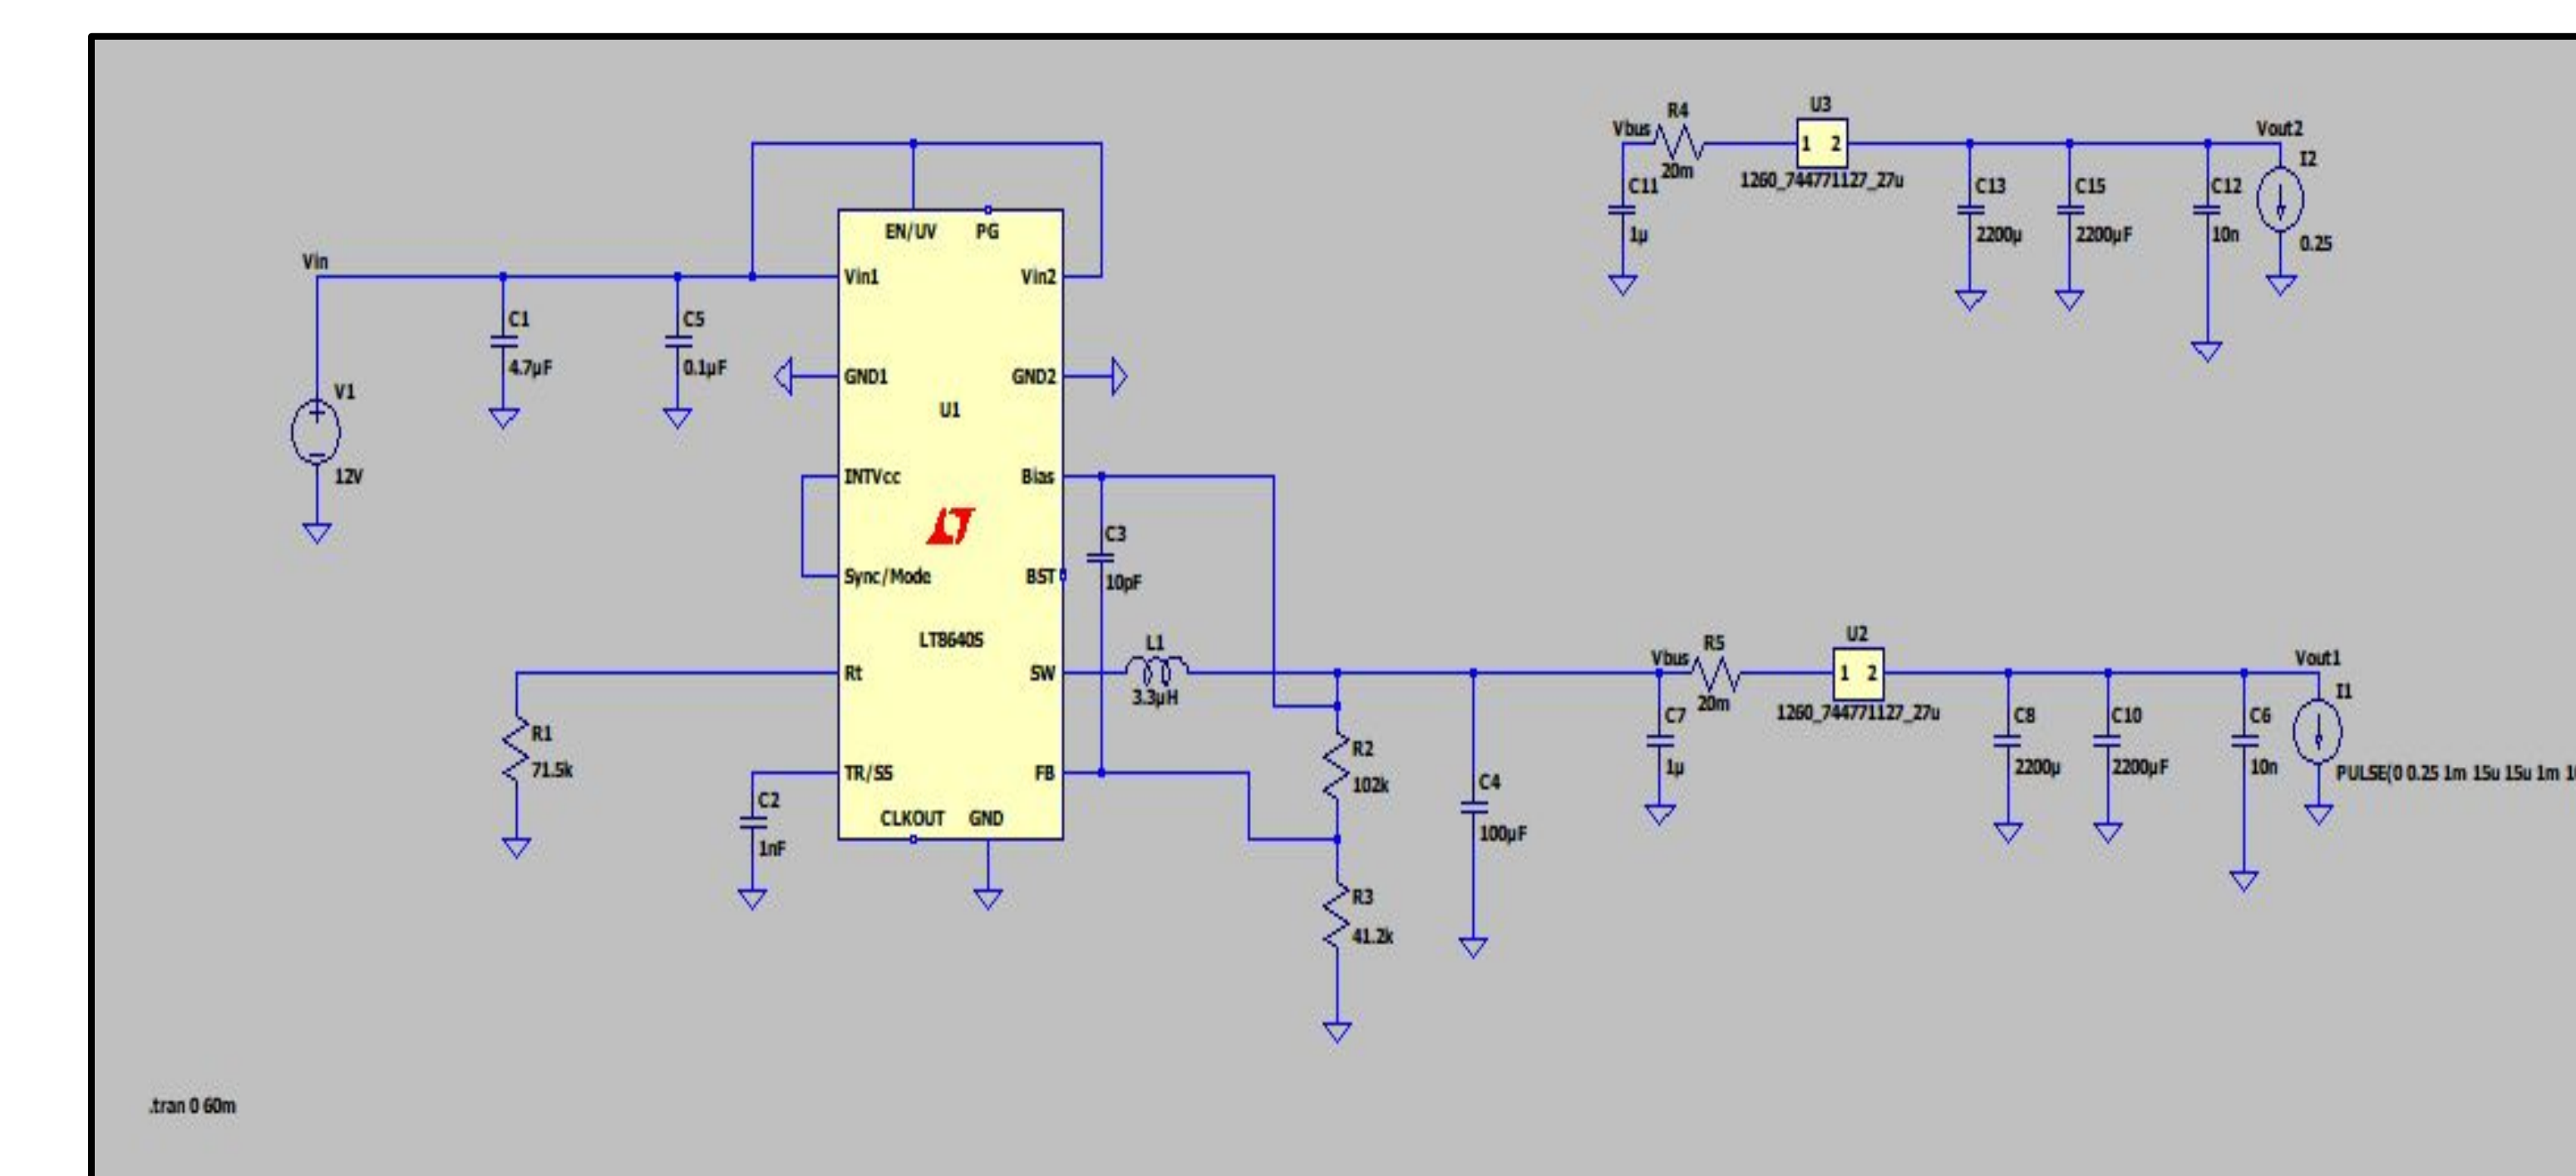 R4
Vbus
20m
C11
1µ
U3
1 2
1260_744771127_27u
C13
2200µ
C15
2200µF
C12
10n
Vout2
I2
0.25
Vin
V1
12V
C1
4.7µF
C5
0.1µF
EN/UV PG
Vin1 Vin2
GND1 GND2
U1
INTVcc Bias
Sync/Mode BST
LT8640S
Rt SW
TR/SS FB
CLKOUT GND
C3
10pF
L1
3.3µH
R1
71.5k
C2
1nF
R2
102k
R3
41.2k
C4
100µF
Vbus
R5
20m
C7
1µ
U2
1 2
1260_744771127_27u
C8
2200µ
C10
2200µF
C6
10n
Vout1
I1
PULSE(0 0.25 1m 15u 15u 1m
.tran 0 60m